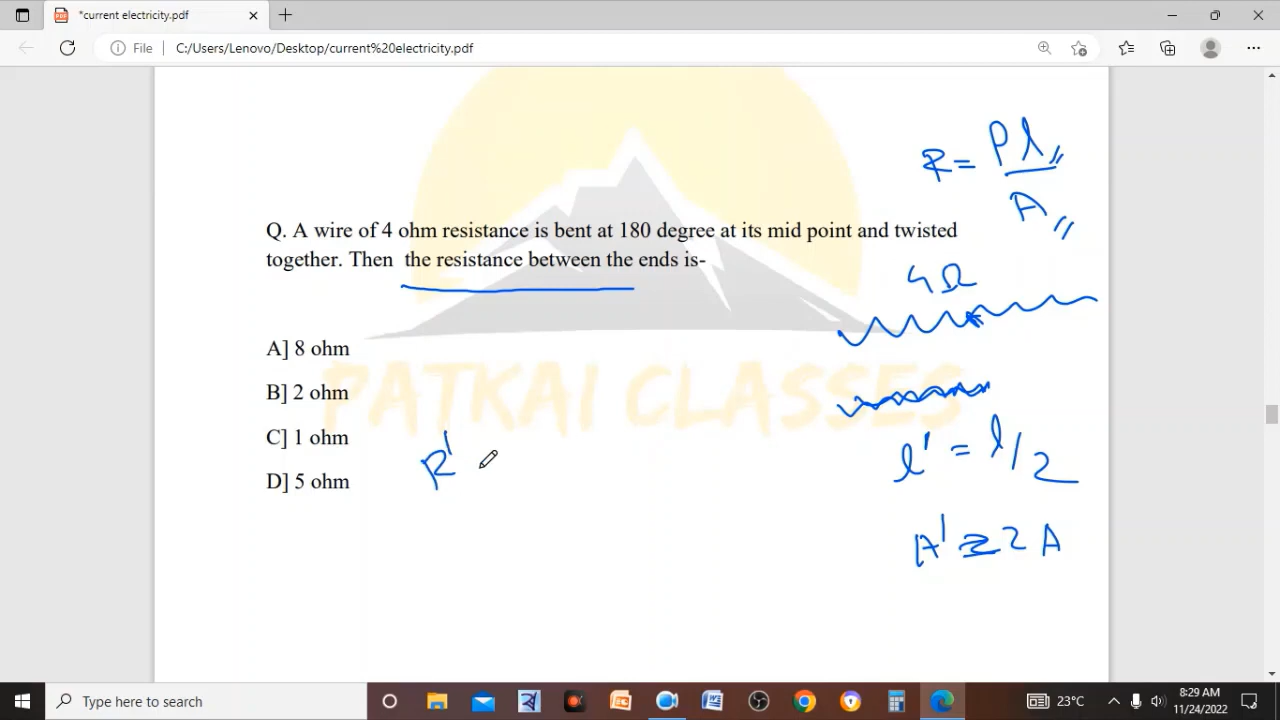 *current electricity.pdf
File
C:/Users/Lenovo/Desktop/current%20electricity.pdf
R = Pl
A
Q. A wire of 4 ohm resistance is bent at 180 degree at its mid point and twisted
together. Then the resistance between the ends is-
4Ω
A] 8 ohm
B] 2 ohm
PATKAI CLASSES
C] 1 ohm
l' = l/2
R'
D] 5 ohm
A' = 2A
Type here to search
23°C
8:29 AM
11/24/2022